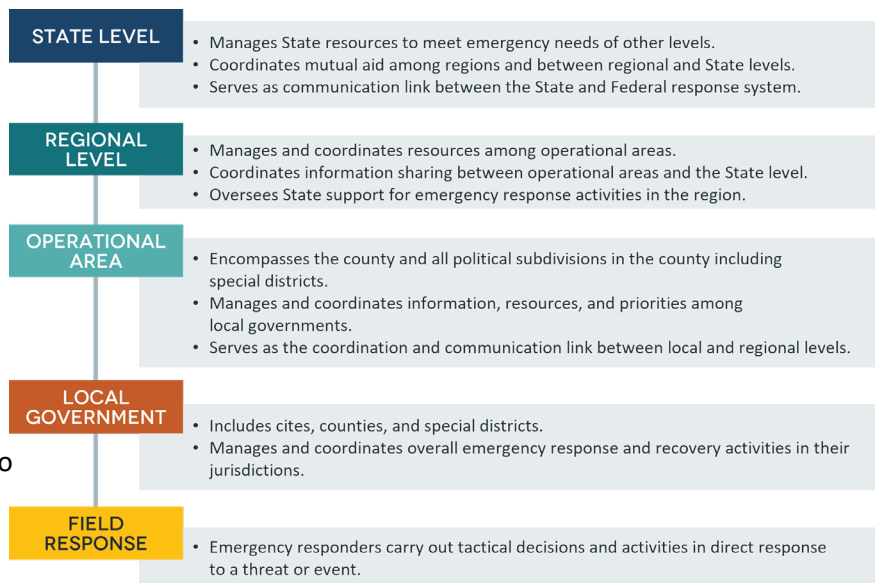 STATE LEVEL
• Manages State resources to meet emergency needs of other levels.
• Coordinates mutual aid among regions and between regional and State levels.
• Serves as communication link between the State and Federal response system.
REGIONAL
LEVEL
• Manages and coordinates resources among operational areas.
• Coordinates information sharing between operational areas and the State level.
• Oversees State support for emergency response activities in the region.
OPERATIONAL
AREA
• Encompasses the county and all political subdivisions in the county including
special districts.
• Manages and coordinates information, resources, and priorities among
local governments.
• Serves as the coordination and communication link between local and regional levels.
LOCAL
GOVERNMENT
• Includes cites, counties, and special districts.
• Manages and coordinates overall emergency response and recovery activities in their
jurisdictions.
o
FIELD
RESPONSE
• Emergency responders carry out tactical decisions and activities in direct response
to a threat or event.